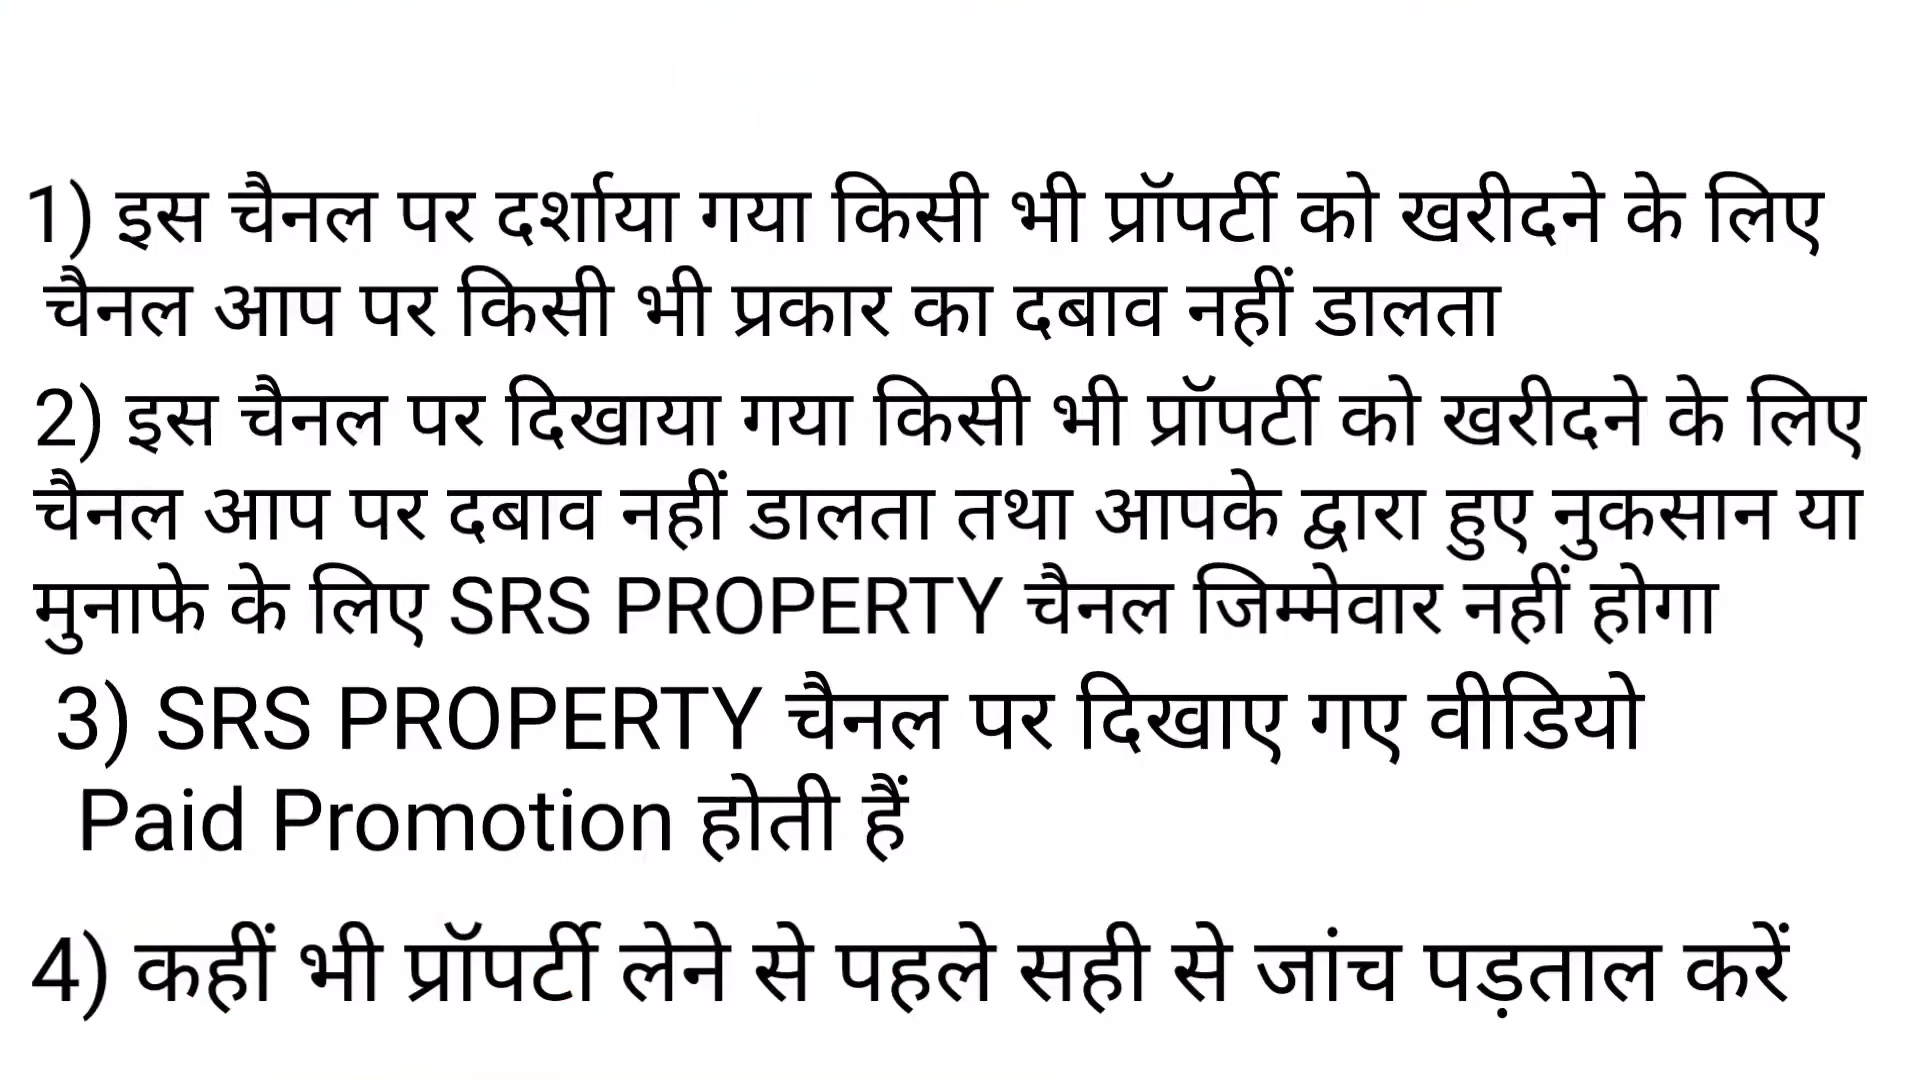 1) इस चैनल पर दर्शाया गया किसी भी प्रॉपर्टी को खरीदने के लिए
चैनल आप पर किसी भी प्रकार का दबाव नहीं डालता
2) इस चैनल पर दिखाया गया किसी भी प्रॉपर्टी को खरीदने के लिए
चैनल आप पर दबाव नहीं डालता तथा आपके द्वारा हुए नुकसान या
मुनाफे के लिए SRS PROPERTY चैनल जिम्मेवार नहीं होगा
3) SRS PROPERTY चैनल पर दिखाए गए वीडियो
Paid Promotion होती हैं
4) कहीं भी प्रॉपर्टी लेने से पहले सही से जांच पड़ताल करें